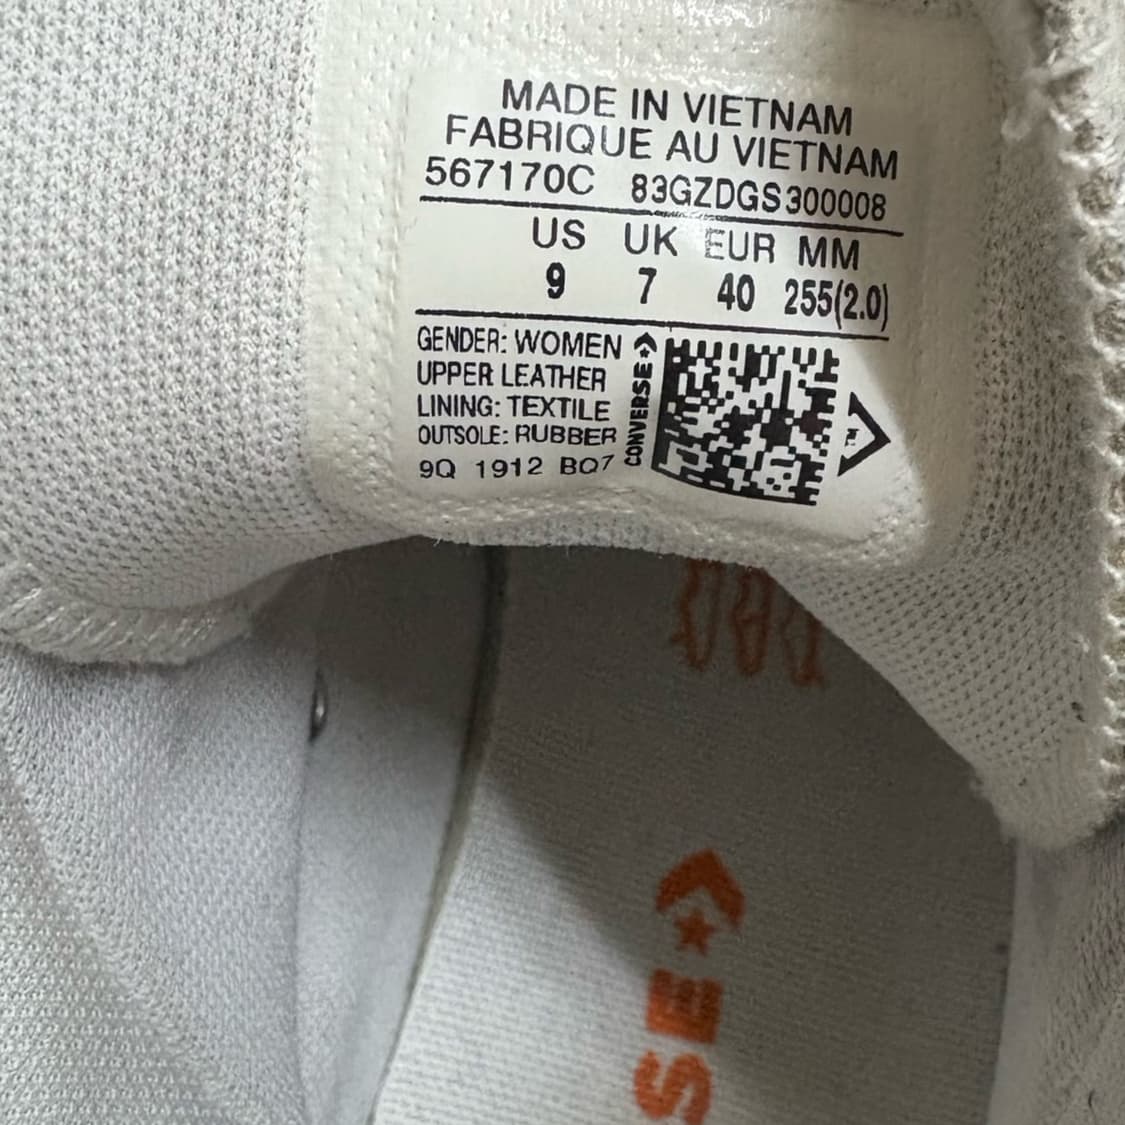 MADE IN VIETNAM
FABRIQUE AU VIETNAM
567170C 83GZDGS300008
US UK EUR MM
9 7 40 255(2.0)
GENDER: WOMEN
UPPER LEATHER
LINING: TEXTILE
OUTSOLE: RUBBER
9Q 1912 BQ7
CONVERSE
SE